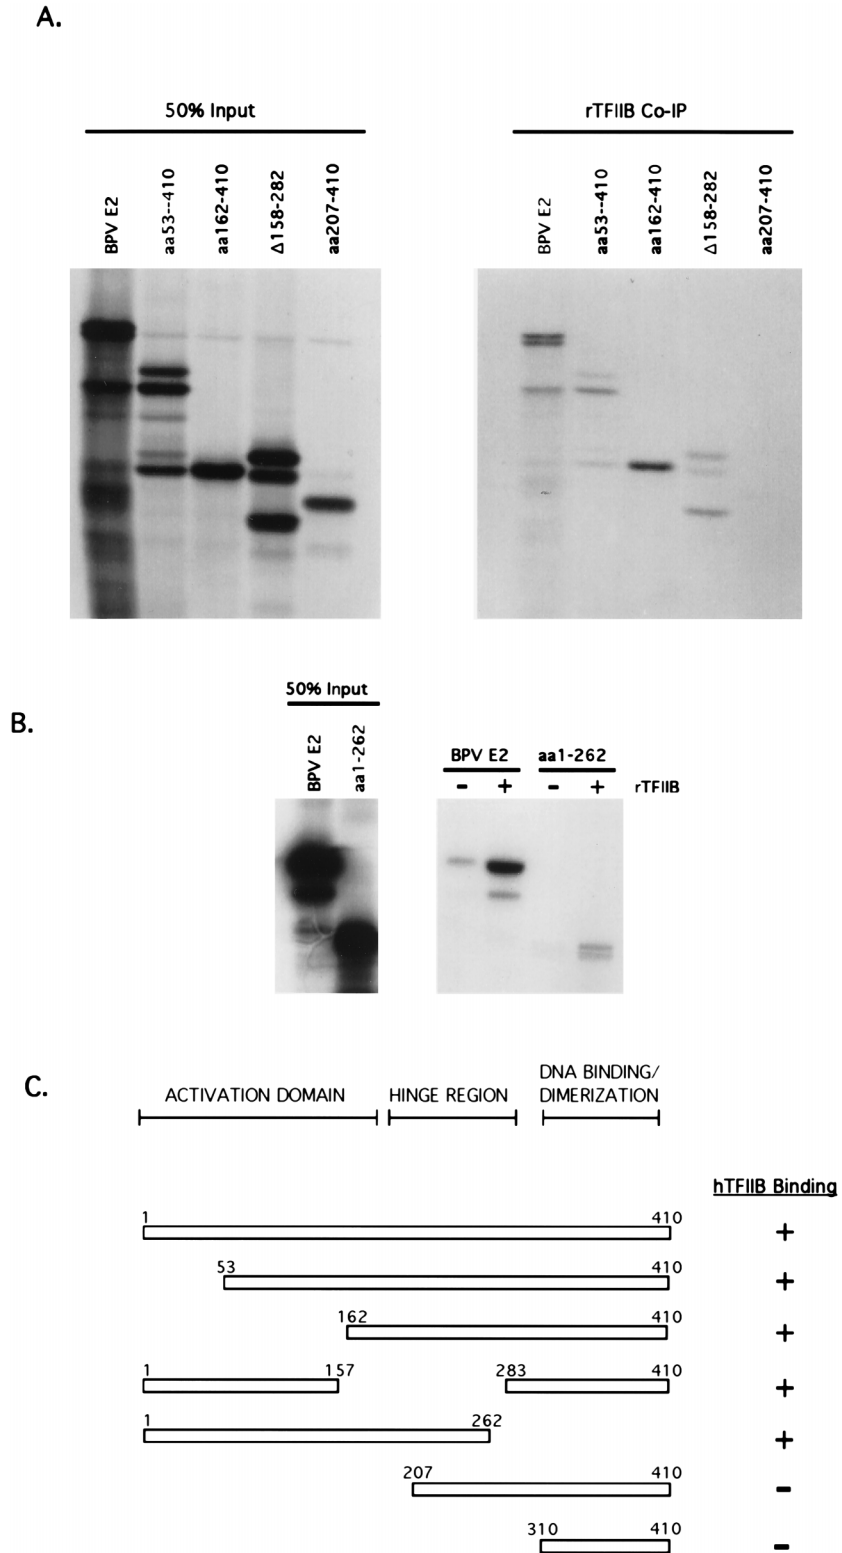 A.
50% Input
rTFIIB Co-IP
BPV E2
aa53--410
aa162-410
Δ158-282
aa207-410
BPV E2
aa53--410
aa162-410
Δ158-282
aa207-410
B.
50% Input
BPV E2
aa1-262
BPV E2 aa1-262
- + - + rTFIIB
C.
ACTIVATION DOMAIN HINGE REGION DNA BINDING/
DIMERIZATION
hTFIIB Binding
1 410
+
53 410
+
162 410
+
1 157 283 410
+
1 262
+
207 410
-
310 410
-